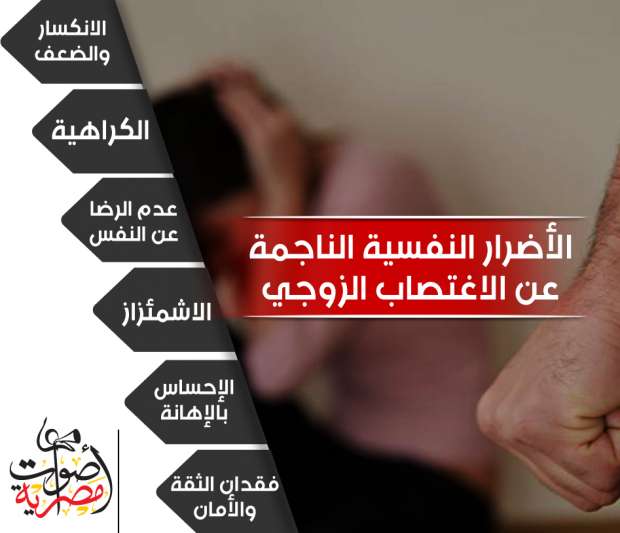 الأضرار النفسية الناجمة
عن الاغتصاب الزوجي
الانكسار
والضعف
الكراهية
عدم الرضا
عن النفس
الاشمئزاز
الإحساس
بالإهانة
فقدان الثقة
والأمان
أصوات
مصرية